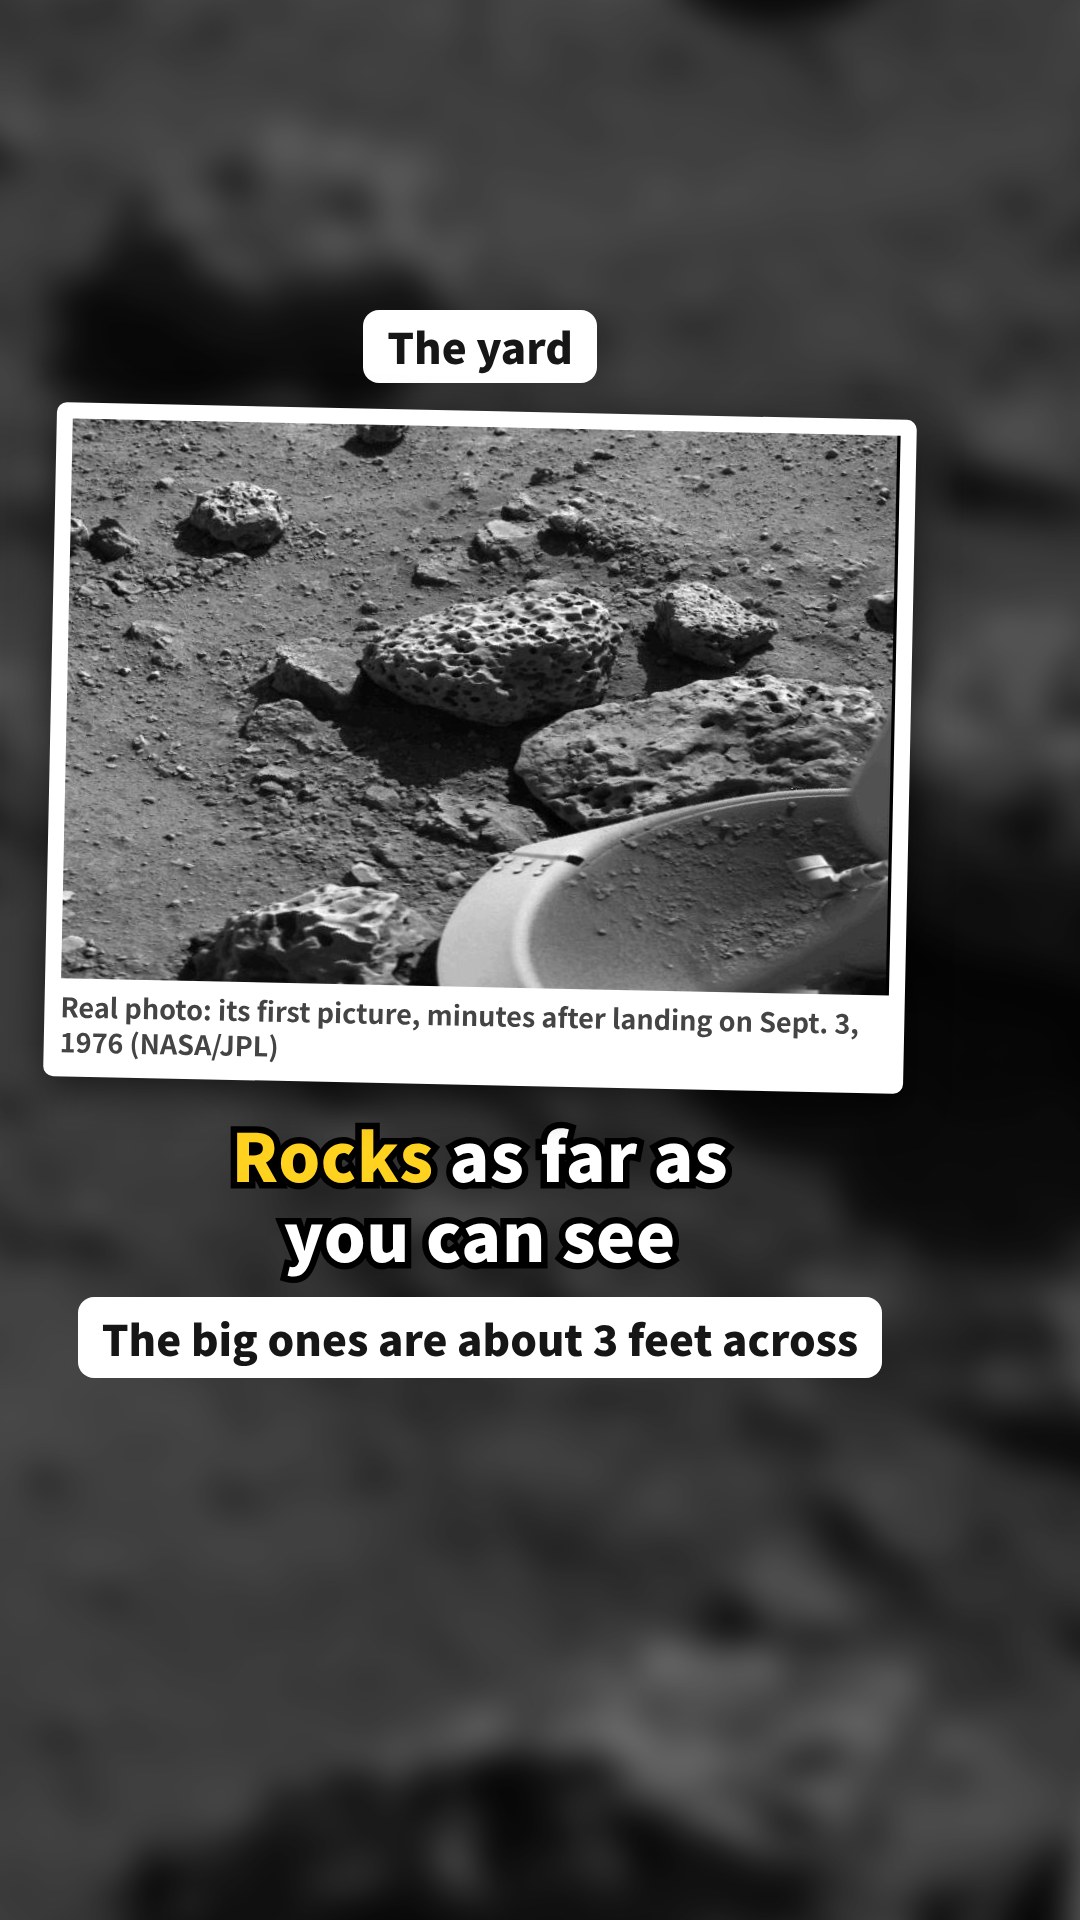 The yard
Real photo: its first picture, minutes after landing on Sept. 3,
1976 (NASA/JPL)
Rocks as far as
you can see
The big ones are about 3 feet across